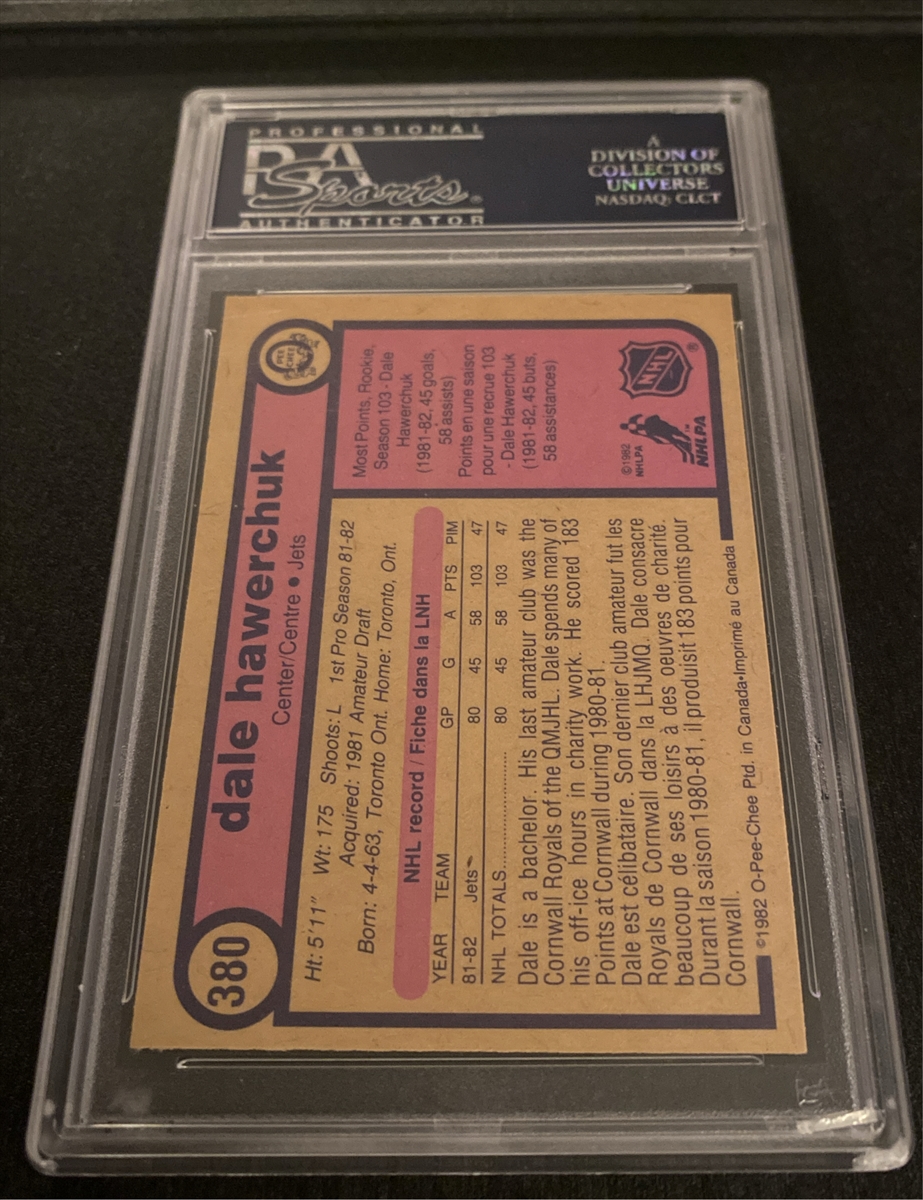 PROFESSIONAL
PSA
Sports®
AUTHENTICATOR
A
DIVISION OF
COLLECTORS
UNIVERSE
NASDAQ: CLCT
380
dale hawerchuk
Center/Centre • Jets
O PEE CHEE
Ht: 5'11" Wt: 175 Shoots: L 1st Pro Season 81-82
Acquired: 1981 Amateur Draft
Born: 4-4-63, Toronto Ont. Home: Toronto, Ont.
NHL record / Fiche dans la LNH
YEAR TEAM GP G A PTS PIM
81-82 Jets 80 45 58 103 47
NHL TOTALS.................... 80 45 58 103 47
Dale is a bachelor. His last amateur club was the
Cornwall Royals of the QMJHL. Dale spends many of
his off-ice hours in charity work. He scored 183
Points at Cornwall during 1980-81.
Dale est célibataire. Son dernier club amateur fut les
Royals de Cornwall dans la LHJMQ. Dale consacre
beaucoup de ses loisirs à des oeuvres de charité.
Durant la saison 1980-81, il produisit 183 points pour
Cornwall.
©1982 O-Pee-Chee Ptd. in Canada•Imprimé au Canada
Most Points, Rookie,
Season 103 - Dale
Hawerchuk
(1981-82, 45 goals,
58 assists)
Points en une saison
pour une recrue 103
- Dale Hawerchuk
(1981-82, 45 buts,
58 assistances)
©1982
NHLPA
NHLPA™
NHL®